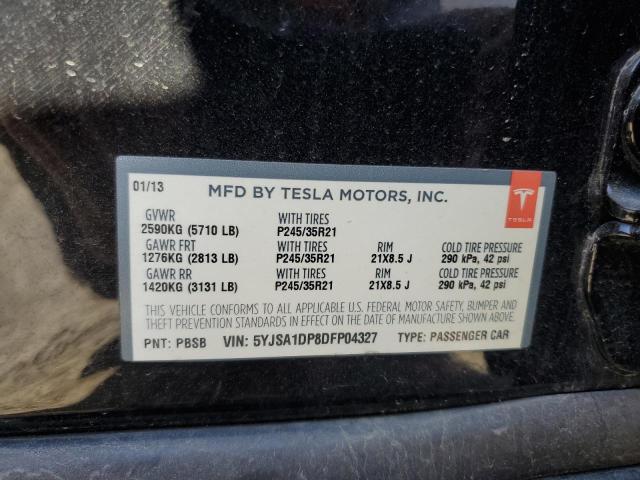 01/13 MFD BY TESLA MOTORS, INC.
TESLA
GVWR WITH TIRES
2590KG (5710 LB) P245/35R21
GAWR FRT WITH TIRES RIM COLD TIRE PRESSURE
1276KG (2813 LB) P245/35R21 21X8.5 J 290 kPa, 42 psi
GAWR RR WITH TIRES RIM COLD TIRE PRESSURE
1420KG (3131 LB) P245/35R21 21X8.5 J 290 kPa, 42 psi
THIS VEHICLE CONFORMS TO ALL APPLICABLE U.S. FEDERAL MOTOR SAFETY, BUMPER AND
THEFT PREVENTION STANDARDS IN EFFECT ON THE DATE OF MANUFACTURE SHOWN ABOVE.
PNT: PBSB VIN: 5YJSA1DP8DFP04327 TYPE: PASSENGER CAR